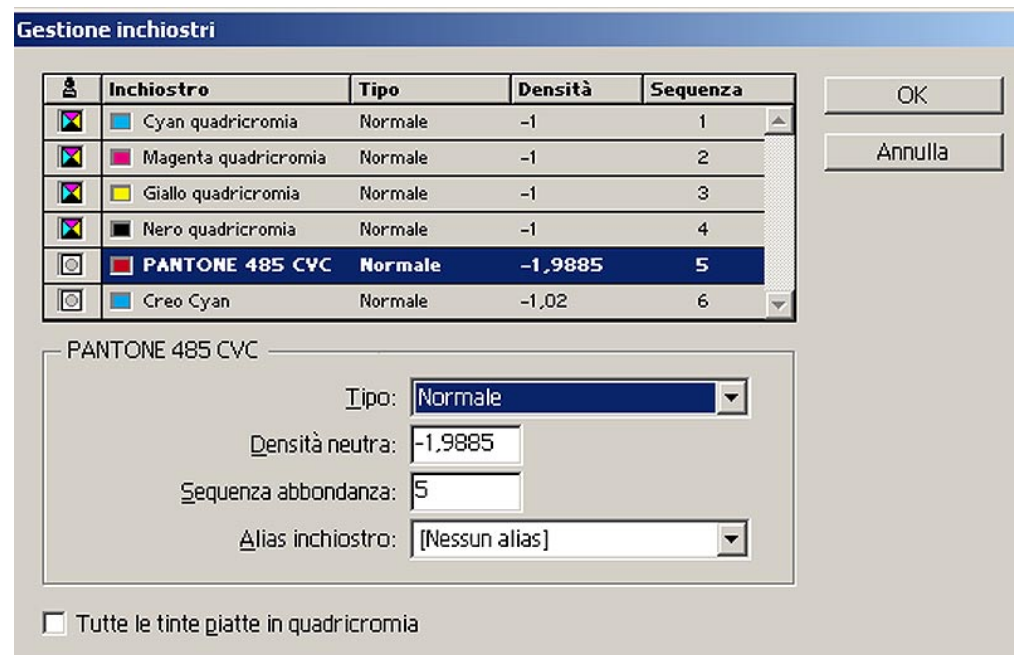 Gestione inchiostri
Inchiostro Tipo Densità Sequenza
Cyan quadricromia Normale -1 1
Magenta quadricromia Normale -1 2
Giallo quadricromia Normale -1 3
Nero quadricromia Normale -1 4
PANTONE 485 CVC Normale -1,9885 5
Creo Cyan Normale -1,02 6
OK
Annulla
PANTONE 485 CVC
Tipo: Normale
Densità neutra: -1,9885
Sequenza abbondanza: 5
Alias inchiostro: [Nessun alias]
Tutte le tinte piatte in quadricromia